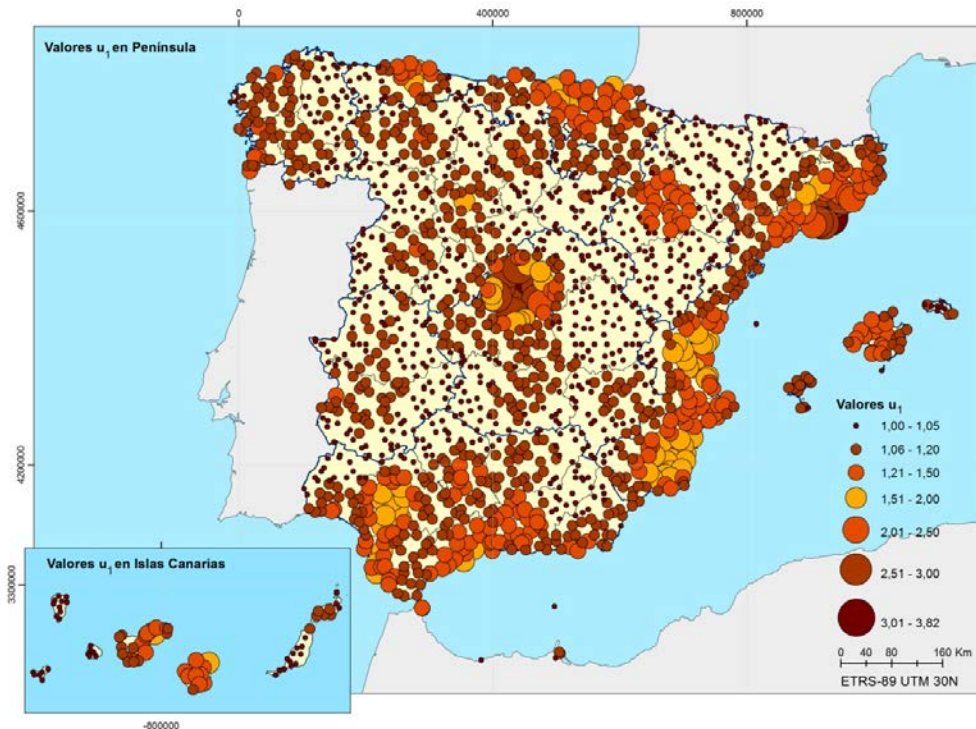 0
400000
800000
Valores u1 en Península
4600000
4200000
3300000
Valores u1
1,00 - 1,05
1,06 - 1,20
1,21 - 1,50
1,51 - 2,00
2,01 - 2,50
2,51 - 3,00
3,01 - 3,82
0 40 80 160 Km
ETRS-89 UTM 30N
Valores u1 en Islas Canarias
-800000